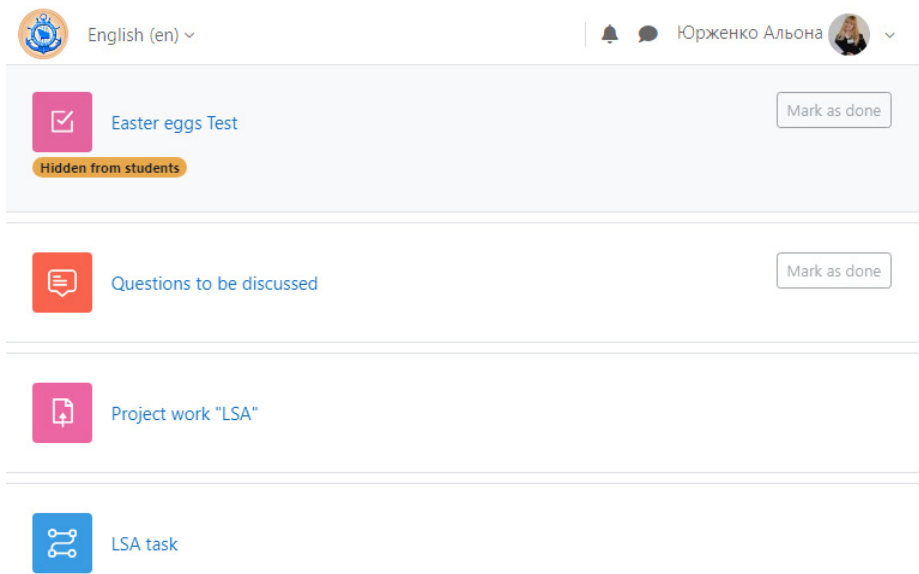 English (en)
Юрженко Альона
Easter eggs Test
Mark as done
Hidden from students
Questions to be discussed
Mark as done
Project work "LSA"
LSA task